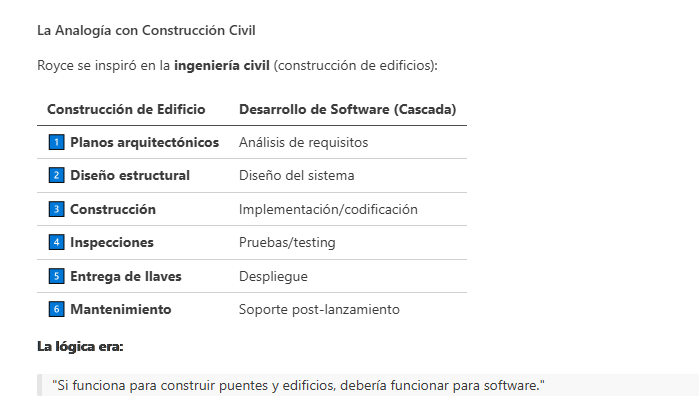 La Analogía con Construcción Civil
Royce se inspiró en la ingeniería civil (construcción de edificios):
Construcción de Edificio Desarrollo de Software (Cascada)
1 Planos arquitectónicos Análisis de requisitos
2 Diseño estructural Diseño del sistema
3 Construcción Implementación/codificación
4 Inspecciones Pruebas/testing
5 Entrega de llaves Despliegue
6 Mantenimiento Soporte post-lanzamiento
La lógica era:
"Si funciona para construir puentes y edificios, debería funcionar para software."